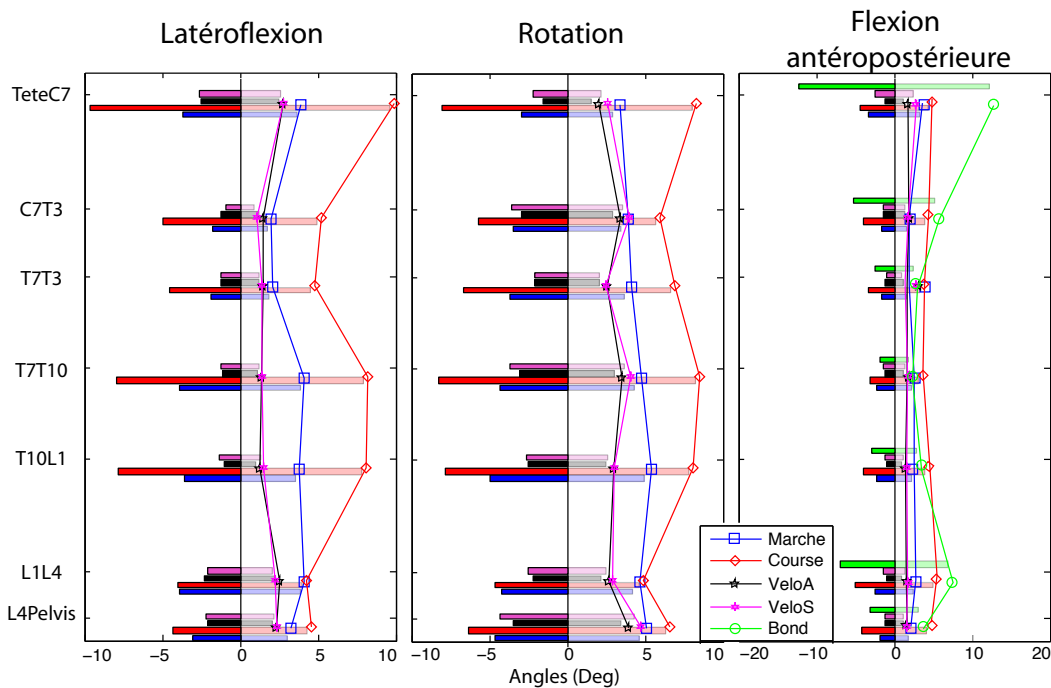 Latéroflexion
Rotation
Flexion
antéropostérieure
TeteC7
C7T3
T7T3
T7T10
T10L1
L1L4
L4Pelvis
Marche
Course
VeloA
VeloS
Bond
−10 −5 0 5 10
−10 −5 0 5 10
−20 −10 0 10 20
Angles (Deg)